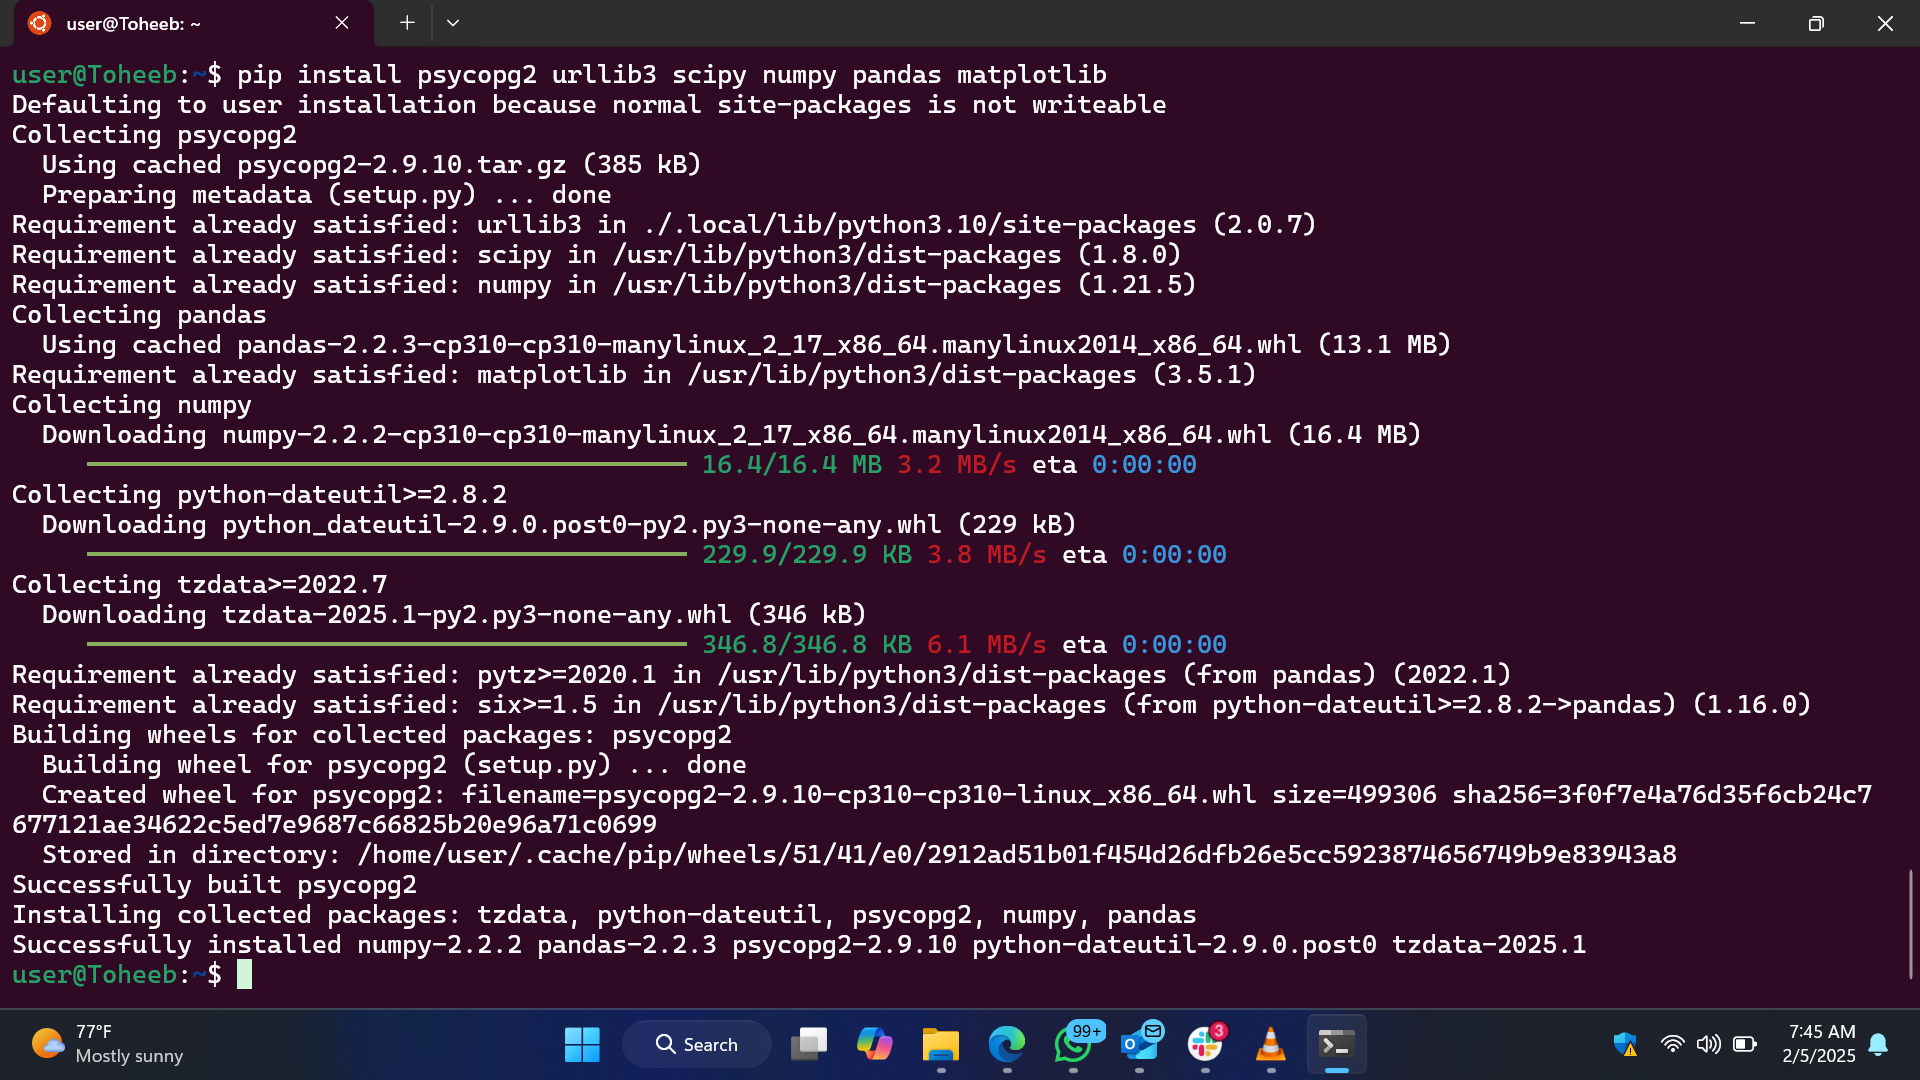 user@Toheeb: ~
user@Toheeb:~$ pip install psycopg2 urllib3 scipy numpy pandas matplotlib
Defaulting to user installation because normal site-packages is not writeable
Collecting psycopg2
  Using cached psycopg2-2.9.10.tar.gz (385 kB)
  Preparing metadata (setup.py) ... done
Requirement already satisfied: urllib3 in ./.local/lib/python3.10/site-packages (2.0.7)
Requirement already satisfied: scipy in /usr/lib/python3/dist-packages (1.8.0)
Requirement already satisfied: numpy in /usr/lib/python3/dist-packages (1.21.5)
Collecting pandas
  Using cached pandas-2.2.3-cp310-cp310-manylinux_2_17_x86_64.manylinux2014_x86_64.whl (13.1 MB)
Requirement already satisfied: matplotlib in /usr/lib/python3/dist-packages (3.5.1)
Collecting numpy
  Downloading numpy-2.2.2-cp310-cp310-manylinux_2_17_x86_64.manylinux2014_x86_64.whl (16.4 MB)
16.4/16.4 MB 3.2 MB/s eta 0:00:00
Collecting python-dateutil>=2.8.2
  Downloading python_dateutil-2.9.0.post0-py2.py3-none-any.whl (229 kB)
229.9/229.9 KB 3.8 MB/s eta 0:00:00
Collecting tzdata>=2022.7
  Downloading tzdata-2025.1-py2.py3-none-any.whl (346 kB)
346.8/346.8 KB 6.1 MB/s eta 0:00:00
Requirement already satisfied: pytz>=2020.1 in /usr/lib/python3/dist-packages (from pandas) (2022.1)
Requirement already satisfied: six>=1.5 in /usr/lib/python3/dist-packages (from python-dateutil>=2.8.2->pandas) (1.16.0)
Building wheels for collected packages: psycopg2
  Building wheel for psycopg2 (setup.py) ... done
  Created wheel for psycopg2: filename=psycopg2-2.9.10-cp310-cp310-linux_x86_64.whl size=499306 sha256=3f0f7e4a76d35f6cb24c7
677121ae34622c5ed7e9687c66825b20e96a71c0699
  Stored in directory: /home/user/.cache/pip/wheels/51/41/e0/2912ad51b01f454d26dfb26e5cc5923874656749b9e83943a8
Successfully built psycopg2
Installing collected packages: tzdata, python-dateutil, psycopg2, numpy, pandas
Successfully installed numpy-2.2.2 pandas-2.2.3 psycopg2-2.9.10 python-dateutil-2.9.0.post0 tzdata-2025.1
user@Toheeb:~$
77°F
Mostly sunny
Search
99+
3
7:45 AM
2/5/2025